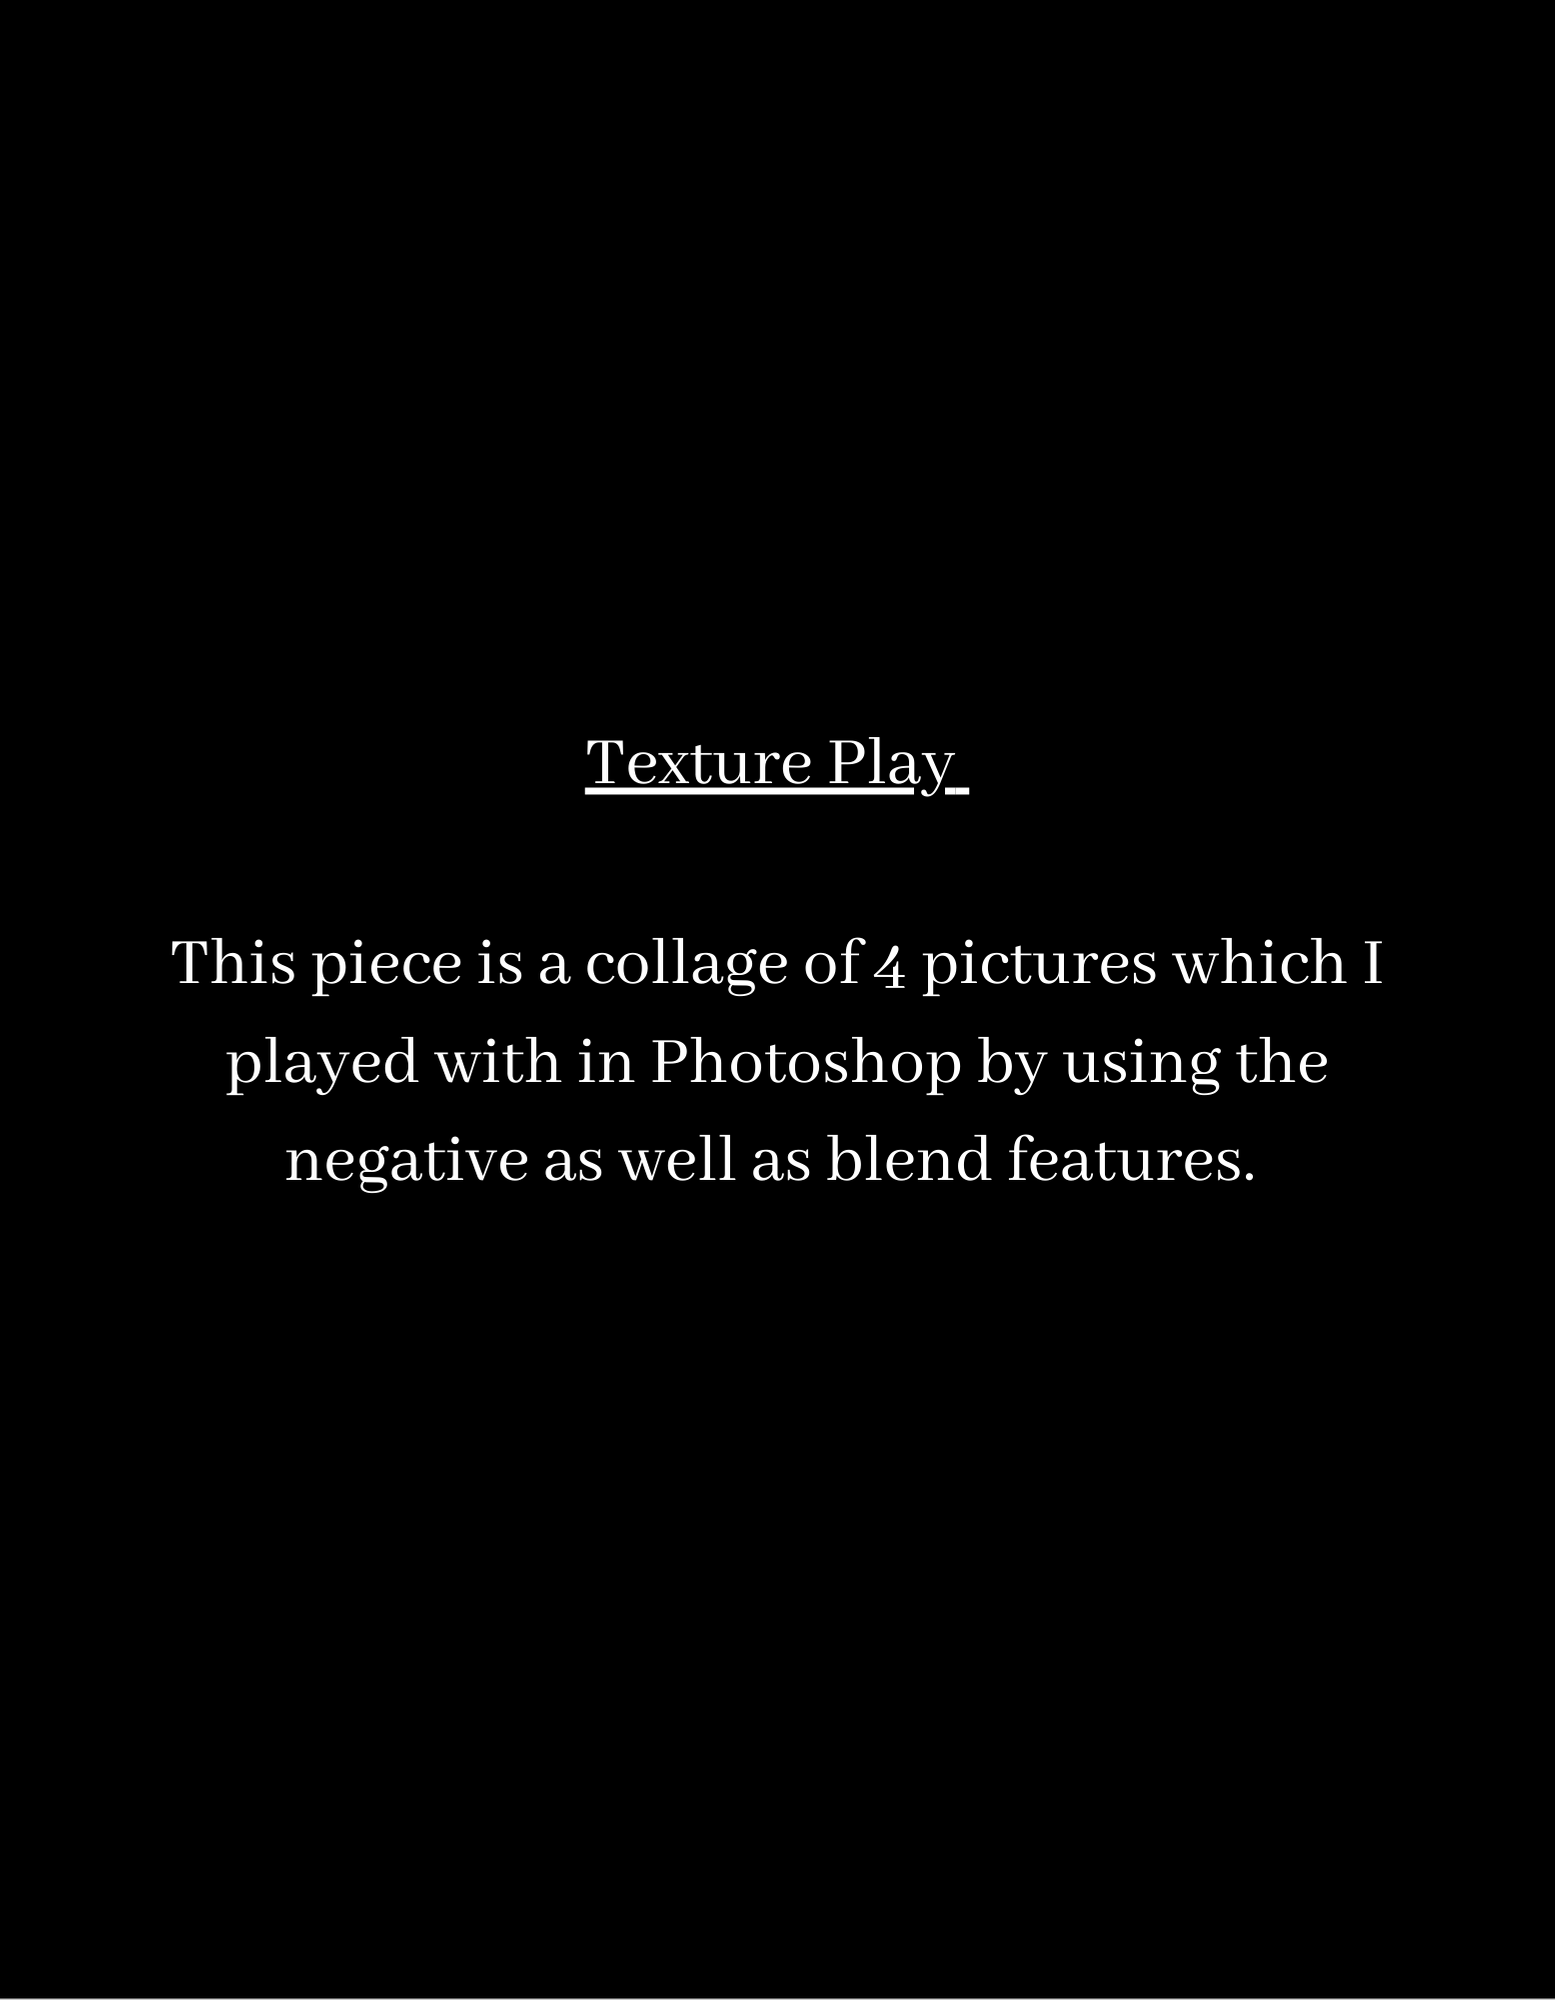 Texture Play
This piece is a collage of 4 pictures which I
played with in Photoshop by using the
negative as well as blend features.